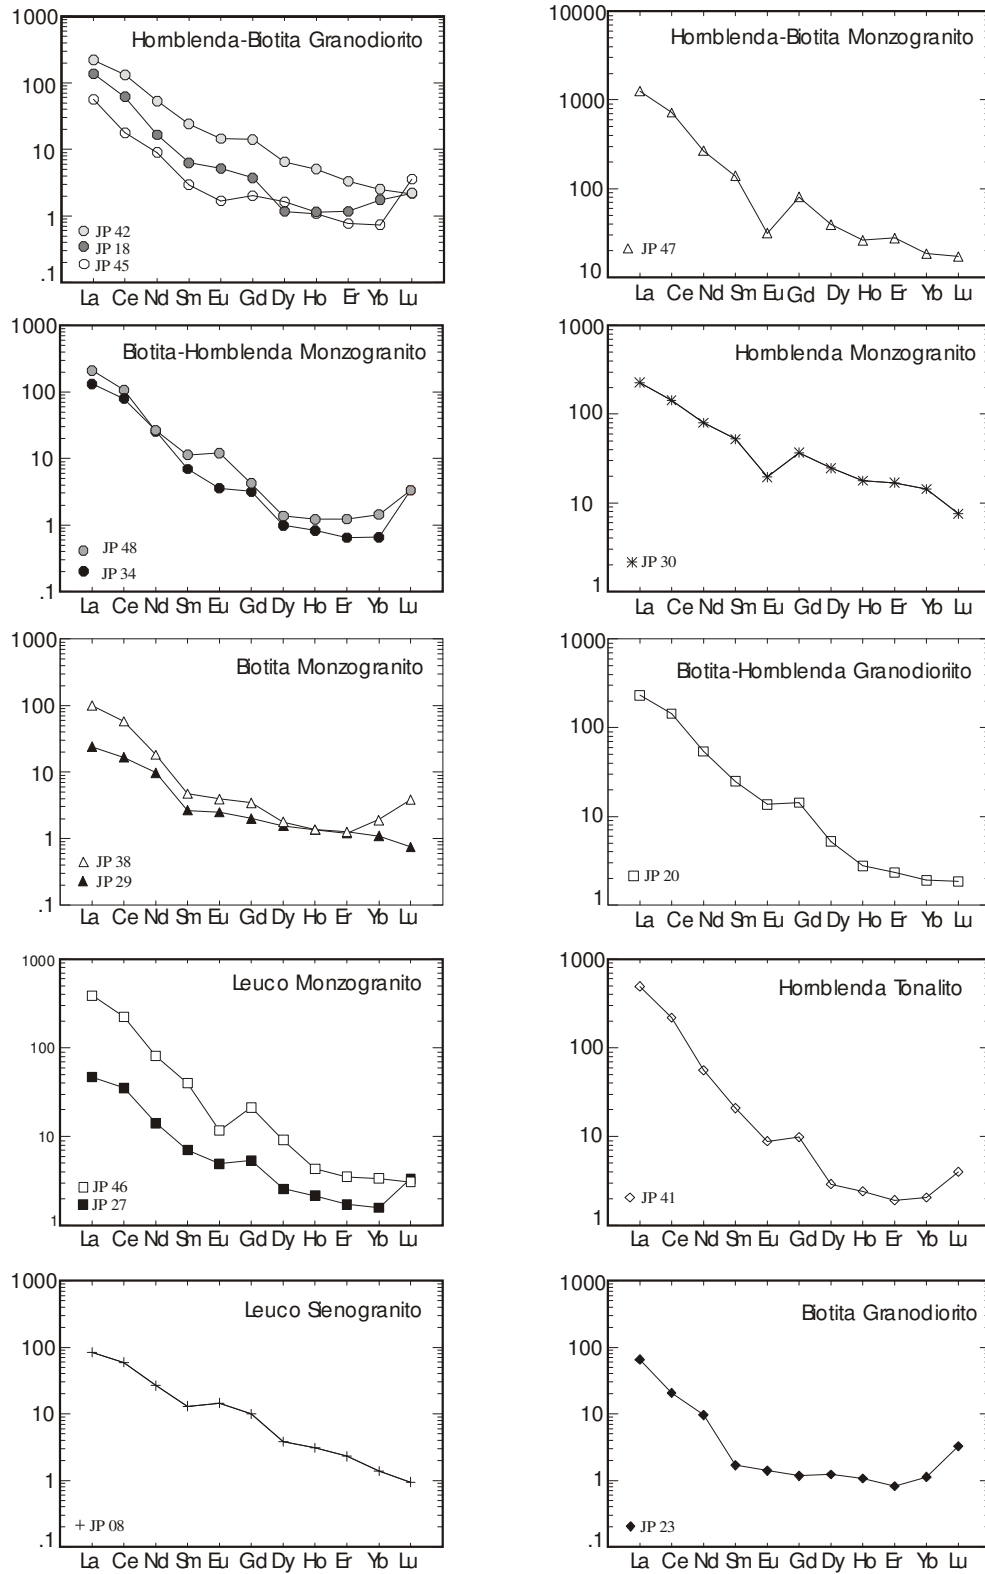 Hornblenda-Biotita Granodiorito
1000
100
10
1
.1
JP 42
JP 18
JP 45
La Ce Nd Sm Eu Gd Dy Ho Er Yb Lu
Hornblenda-Biotita Monzogranito
10000
1000
100
10
JP 47
La Ce Nd Sm Eu Gd Dy Ho Er Yb Lu
Biotita-Hornblenda Monzogranito
1000
100
10
1
.1
JP 48
JP 34
La Ce Nd Sm Eu Gd Dy Ho Er Yb Lu
Hornblenda Monzogranito
1000
100
10
1
JP 30
La Ce Nd Sm Eu Gd Dy Ho Er Yb Lu
Biotita Monzogranito
1000
100
10
1
.1
JP 38
JP 29
La Ce Nd Sm Eu Gd Dy Ho Er Yb Lu
Biotita-Hornblenda Granodioriito
1000
100
10
1
JP 20
La Ce Nd Sm Eu Gd Dy Ho Er Yb Lu
Leuco Monzogranito
1000
100
10
1
JP 46
JP 27
La Ce Nd Sm Eu Gd Dy Ho Er Yb Lu
Hornblenda Tonalito
1000
100
10
1
JP 41
La Ce Nd Sm Eu Gd Dy Ho Er Yb Lu
Leuco Sienogranito
1000
100
10
1
.1
JP 08
La Ce Nd Sm Eu Gd Dy Ho Er Yb Lu
Biotita Granodiorito
1000
100
10
1
.1
JP 23
La Ce Nd Sm Eu Gd Dy Ho Er Yb Lu